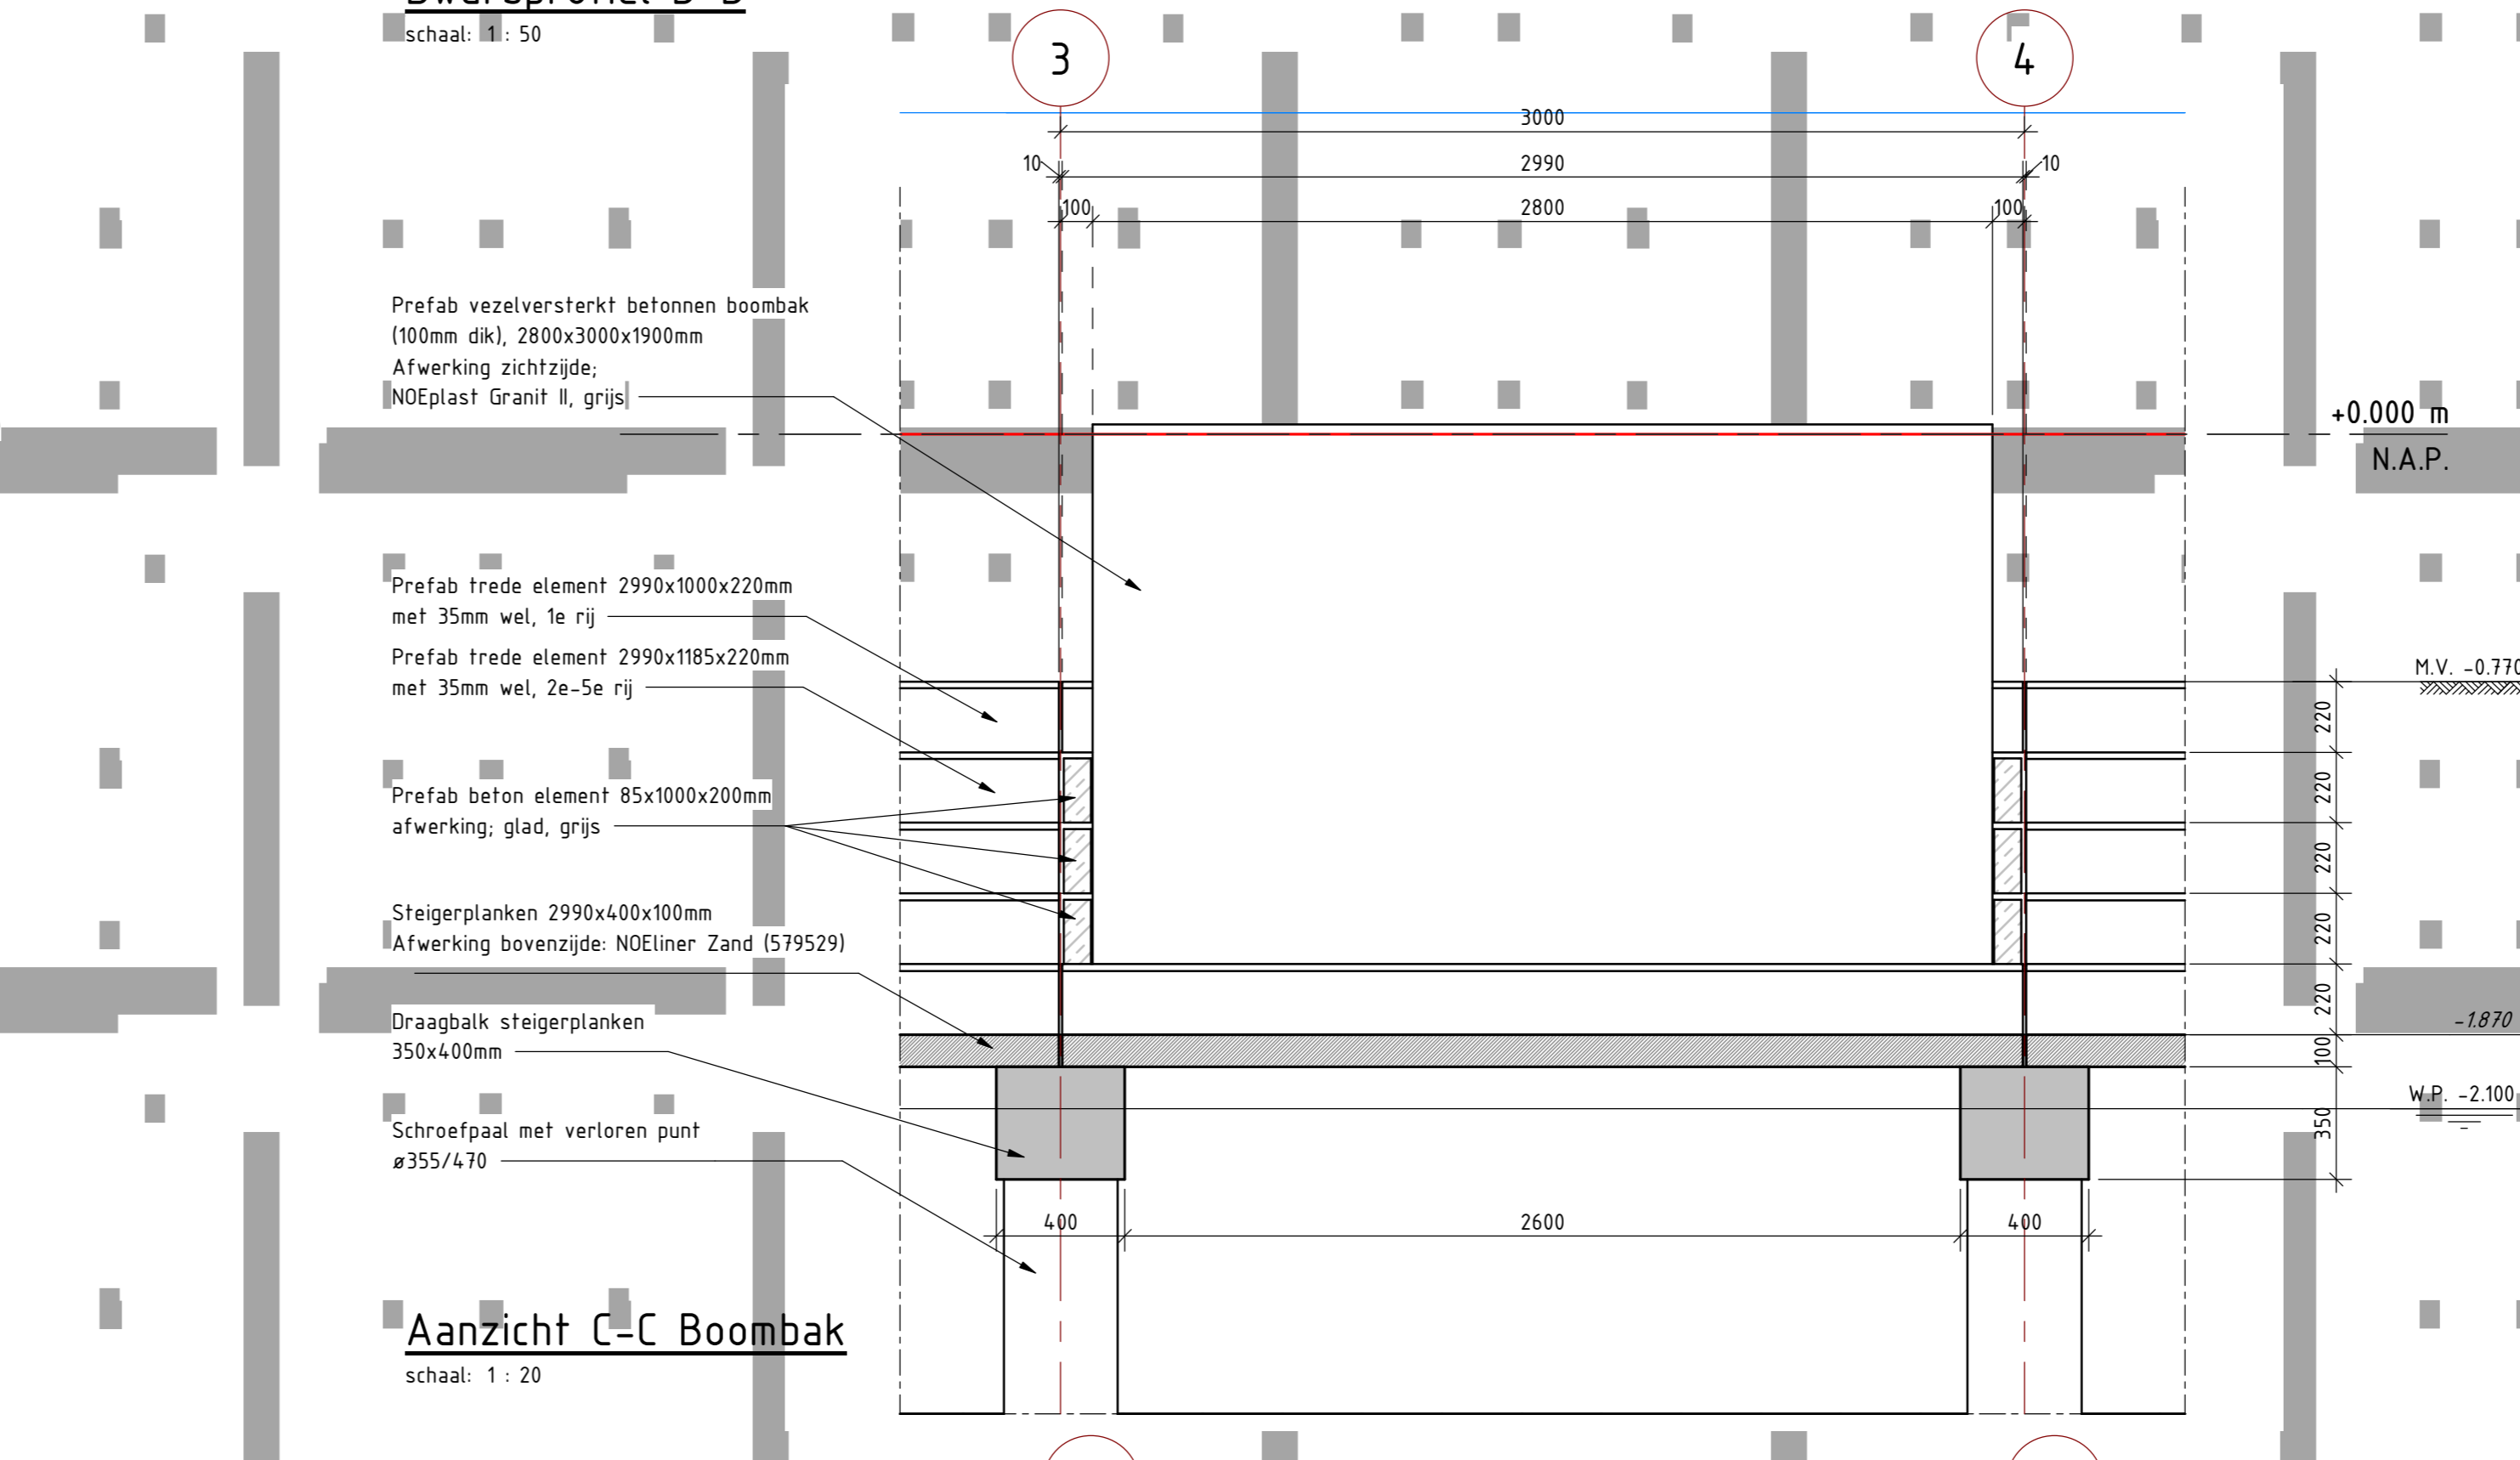 schaal: 1 : 50
3
4
3000
10
2990
10
100
2800
100
Prefab vezelversterkt betonnen boombak
(100mm dik), 2800x3000x1900mm
Afwerking zichtzijde;
NOEplast Granit II, grijs
+0.000 m
N.A.P.
Prefab trede element 2990x1000x220mm
met 35mm wel, 1e rij
Prefab trede element 2990x1185x220mm
met 35mm wel, 2e-5e rij
M.V. -0.770
220
220
Prefab beton element 85x1000x200mm
afwerking; glad, grijs
220
Steigerplanken 2990x400x100mm
Afwerking bovenzijde: NOEliner Zand (579529)
220
220
-1.870
Draagbalk steigerplanken
350x400mm
100
W.P. -2.100
350
Schroefpaal met verloren punt
ø355/470
400
2600
400
Aanzicht C-C Boombak
schaal: 1 : 20